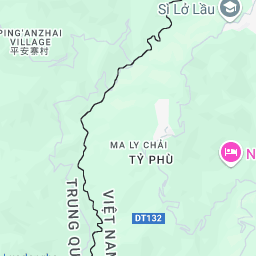 Sì Lở Lầu
PING'ANZHAI
VILLAGE
平安寨村
MA LY CHẢI
TỶ PHÙ
N
DT132
VIỆT NAM
TRUNG QU